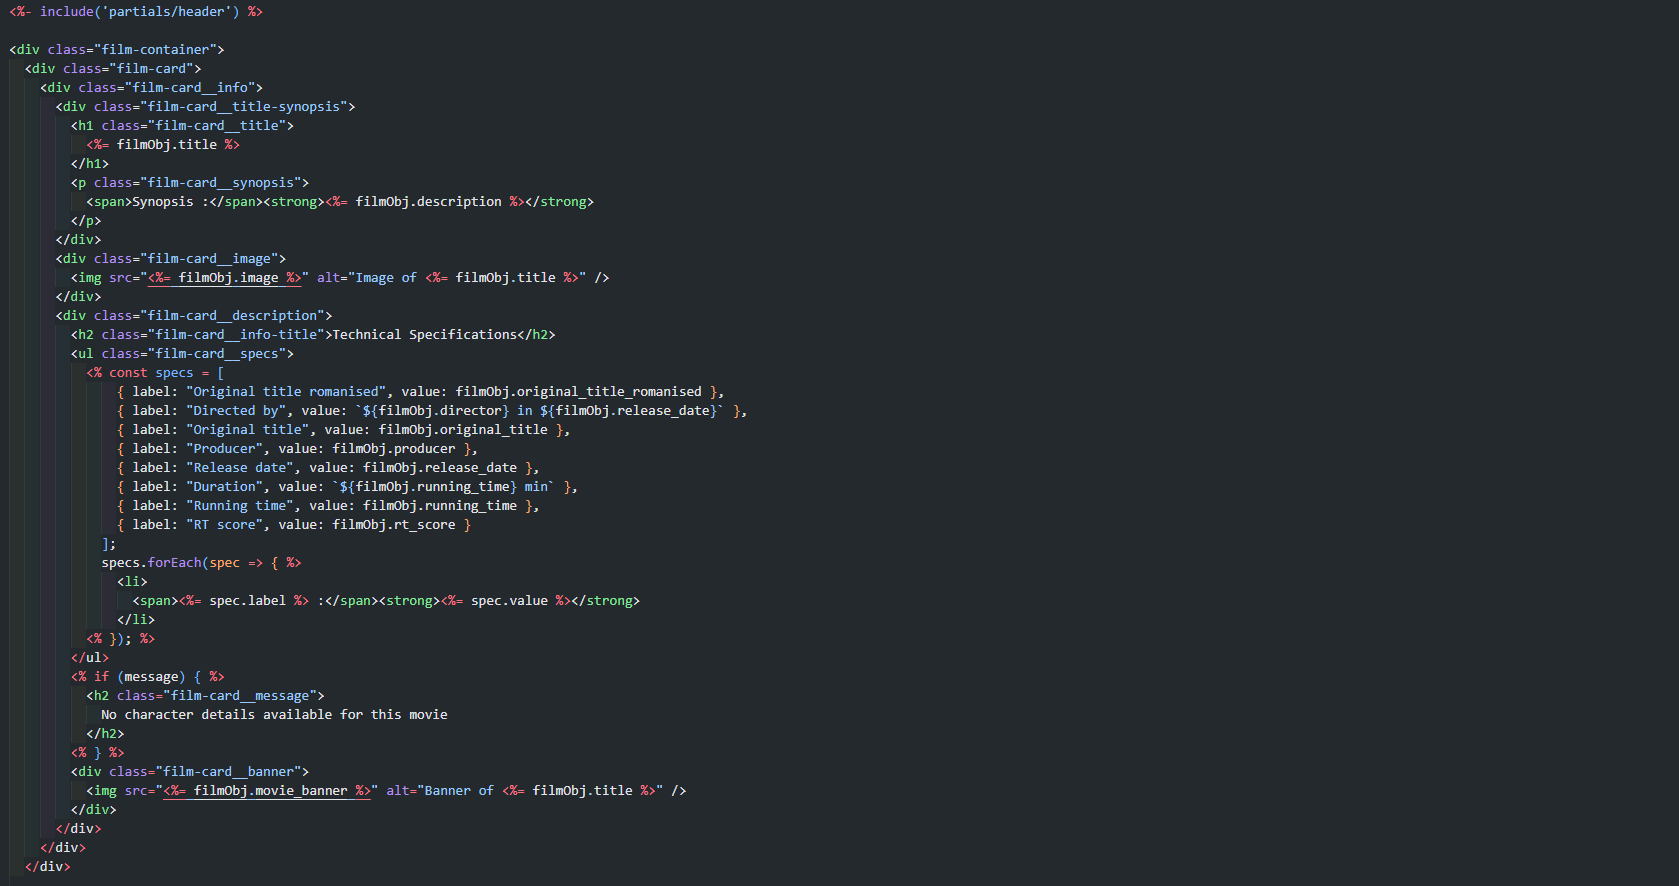 <%- include('partials/header') %>
<div class="film-container">
<div class="film-card">
<div class="film-card__info">
<div class="film-card__title-synopsis">
<h1 class="film-card__title">
<%= filmObj.title %>
</h1>
<p class="film-card__synopsis">
<span>Synopsis :</span><strong><%= filmObj.description %></strong>
</p>
</div>
<div class="film-card__image">
<img src="<%= filmObj.image %>" alt="Image of <%= filmObj.title %>" />
</div>
<div class="film-card__description">
<h2 class="film-card__info-title">Technical Specifications</h2>
<ul class="film-card__specs">
<% const specs = [
{ label: "Original title romanised", value: filmObj.original_title_romanised },
{ label: "Directed by", value: `${filmObj.director} in ${filmObj.release_date}` },
{ label: "Original title", value: filmObj.original_title },
{ label: "Producer", value: filmObj.producer },
{ label: "Release date", value: filmObj.release_date },
{ label: "Duration", value: `${filmObj.running_time} min` },
{ label: "Running time", value: filmObj.running_time },
{ label: "RT score", value: filmObj.rt_score }
];
specs.forEach(spec => { %>
<li>
<span><%= spec.label %> :</span><strong><%= spec.value %></strong>
</li>
<% }); %>
</ul>
<% if (message) { %>
<h2 class="film-card__message">
No character details available for this movie
</h2>
<% } %>
<div class="film-card__banner">
<img src="<%= filmObj.movie_banner %>" alt="Banner of <%= filmObj.title %>" />
</div>
</div>
</div>
</div>